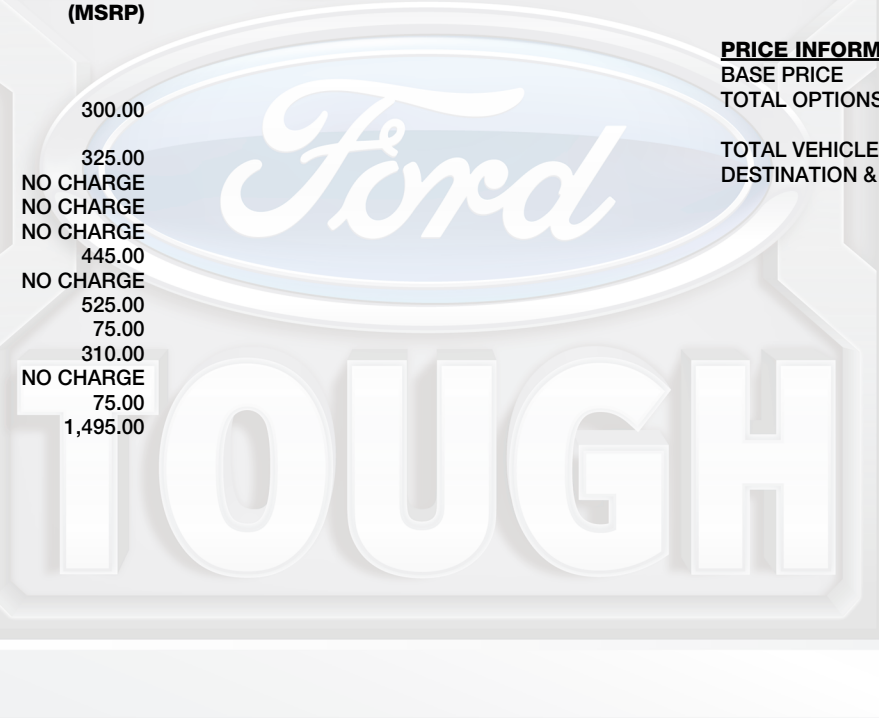 (MSRP)
300.00
325.00
NO CHARGE
NO CHARGE
NO CHARGE
445.00
NO CHARGE
525.00
75.00
310.00
NO CHARGE
75.00
1,495.00
PRICE INFORM
BASE PRICE
TOTAL OPTIONS
TOTAL VEHICLE
DESTINATION &
Ford
TOUGH